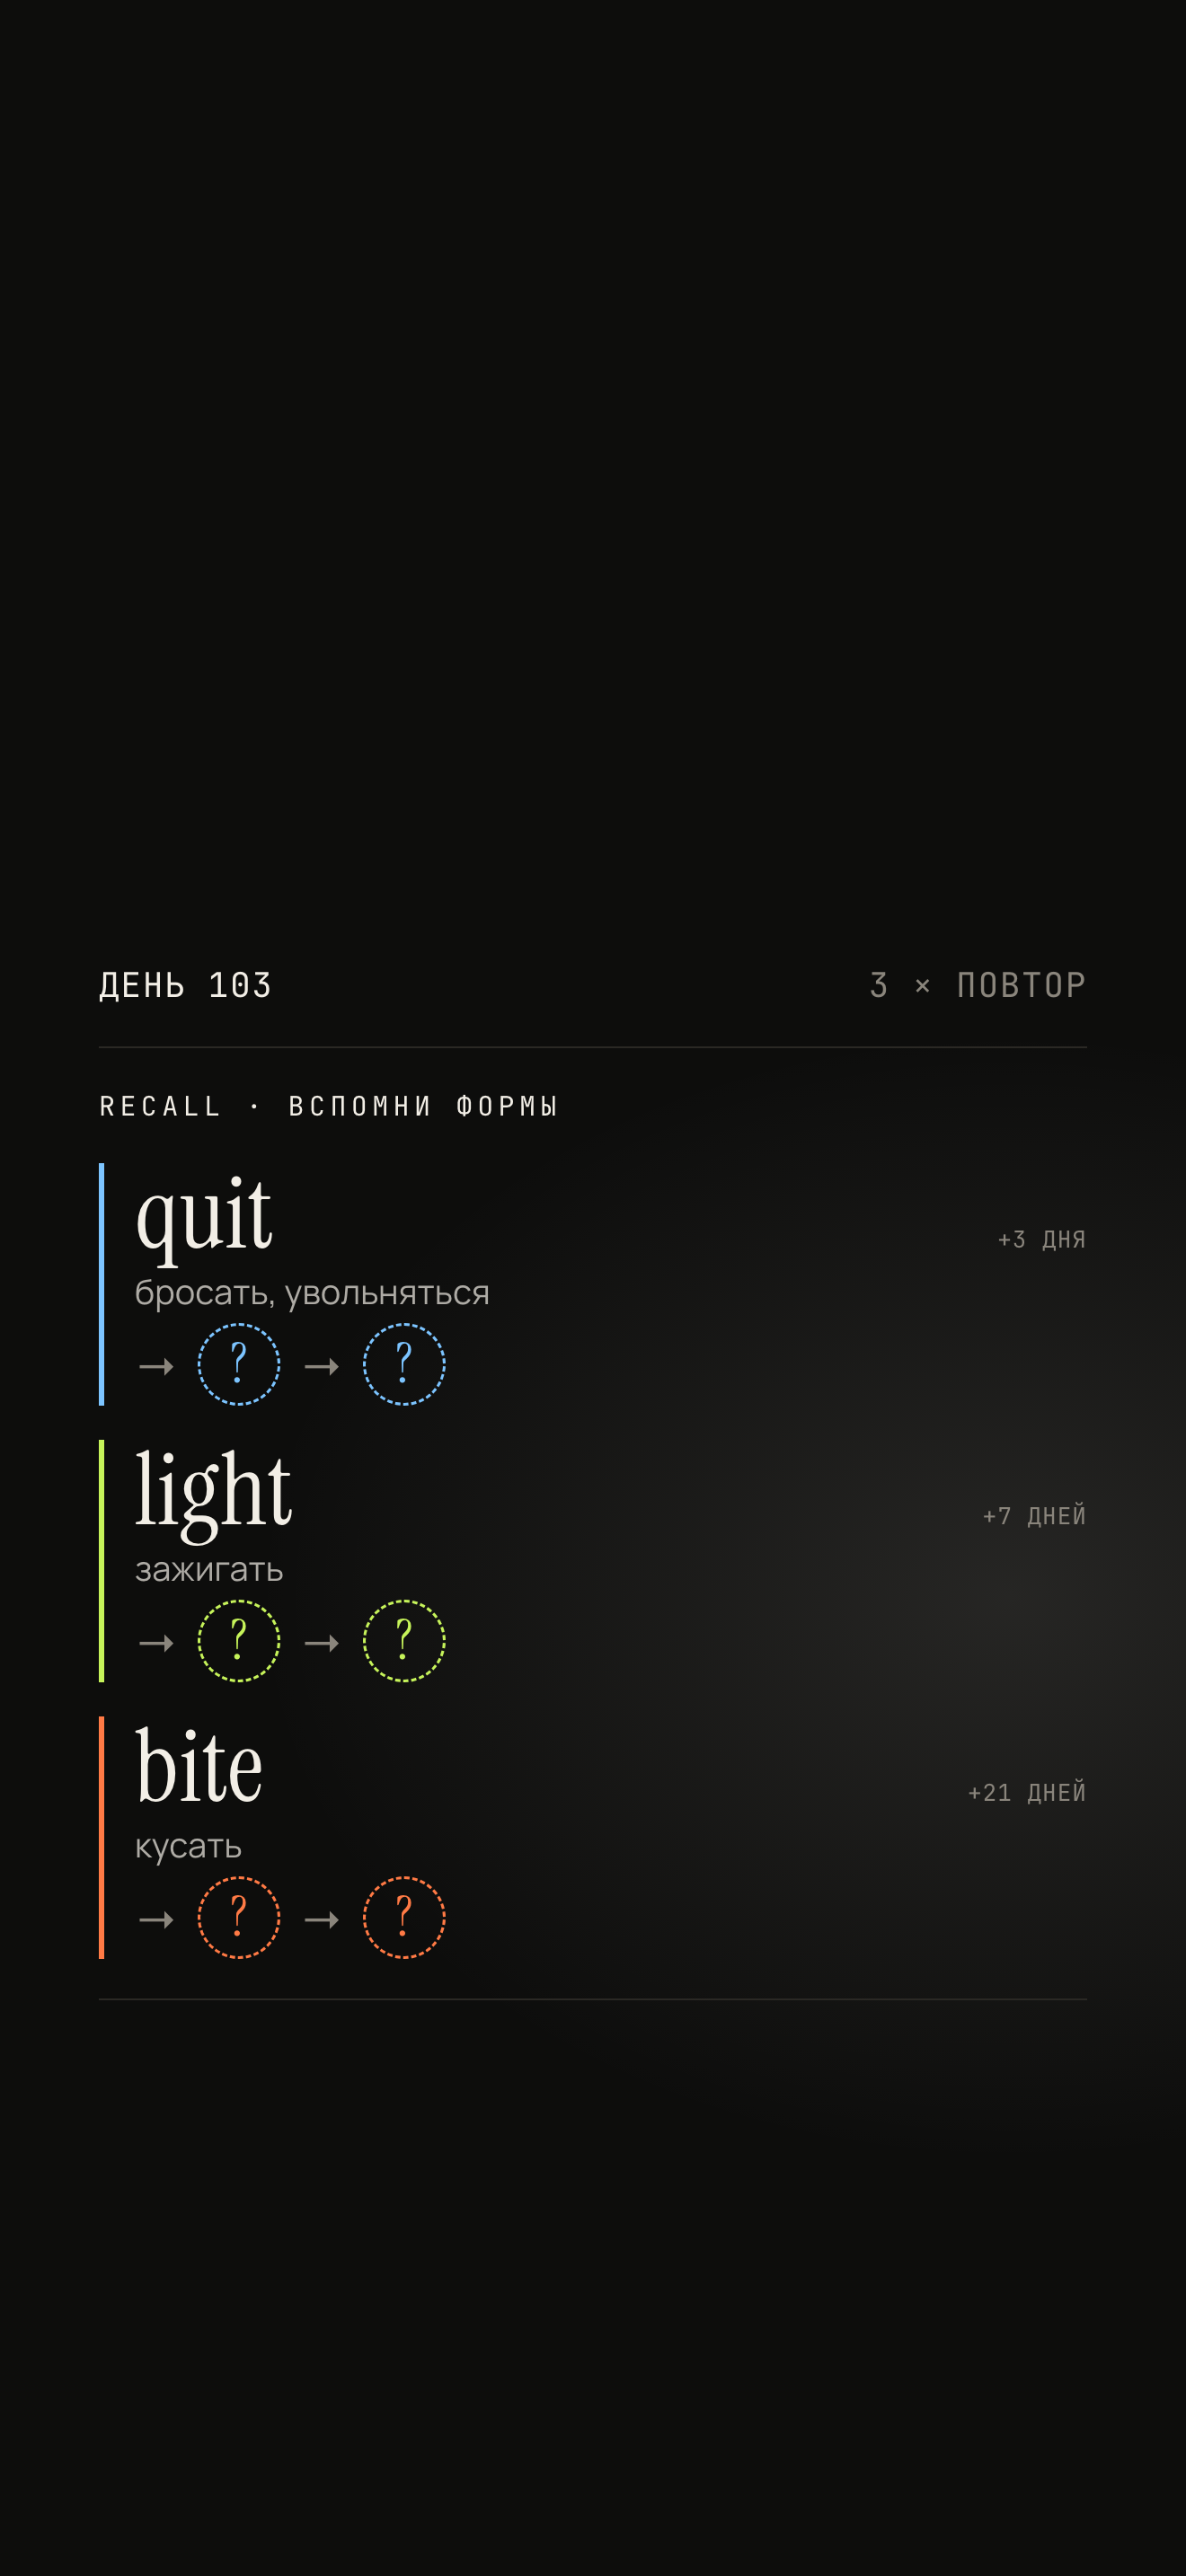 ДЕНЬ 103
3 × ПОВТОР
RECALL · ВСПОМНИ ФОРМЫ
quit
+3 ДНЯ
бросать, увольняться
→ ? → ?
light
+7 ДНЕЙ
зажигать
→ ? → ?
bite
+21 ДНЕЙ
кусать
→ ? → ?